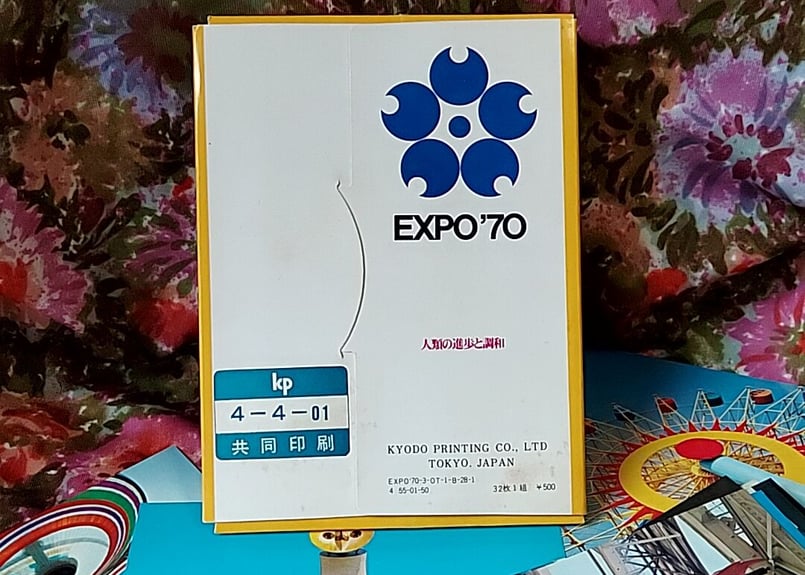 EXPO'70
人類の進歩と調和
kp
4-4-01
共同印刷
KYODO PRINTING CO., LTD
TOKYO. JAPAN
EXPO'70-3-OT-1-B-28-1
4 55-01-50
32枚1組 ¥500